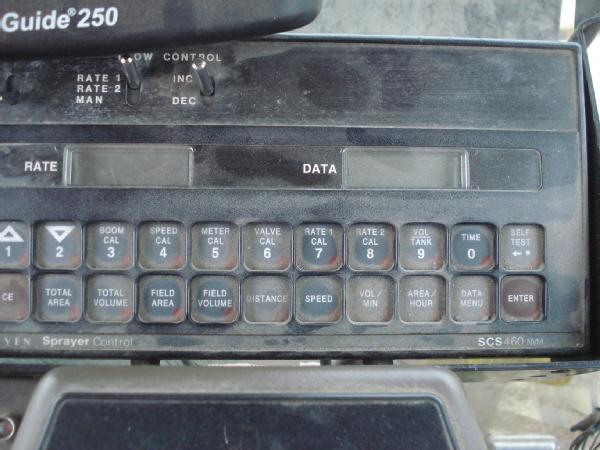 Guide® 250
OW CONTROL
RATE 1
RATE 2
MAN
INC
DEC
RATE
DATA
1
2
BOOM CAL 3
SPEED CAL 4
METER CAL 5
VALVE CAL 6
RATE 1 CAL 7
RATE 2 CAL 8
VOL TANK 9
TIME 0
SELF TEST ←
CE
TOTAL AREA
TOTAL VOLUME
FIELD AREA
FIELD VOLUME
DISTANCE
SPEED
VOL/ MIN
AREA/ HOUR
DATA MENU
ENTER
VEN Sprayer Control
SCS 460 NVM